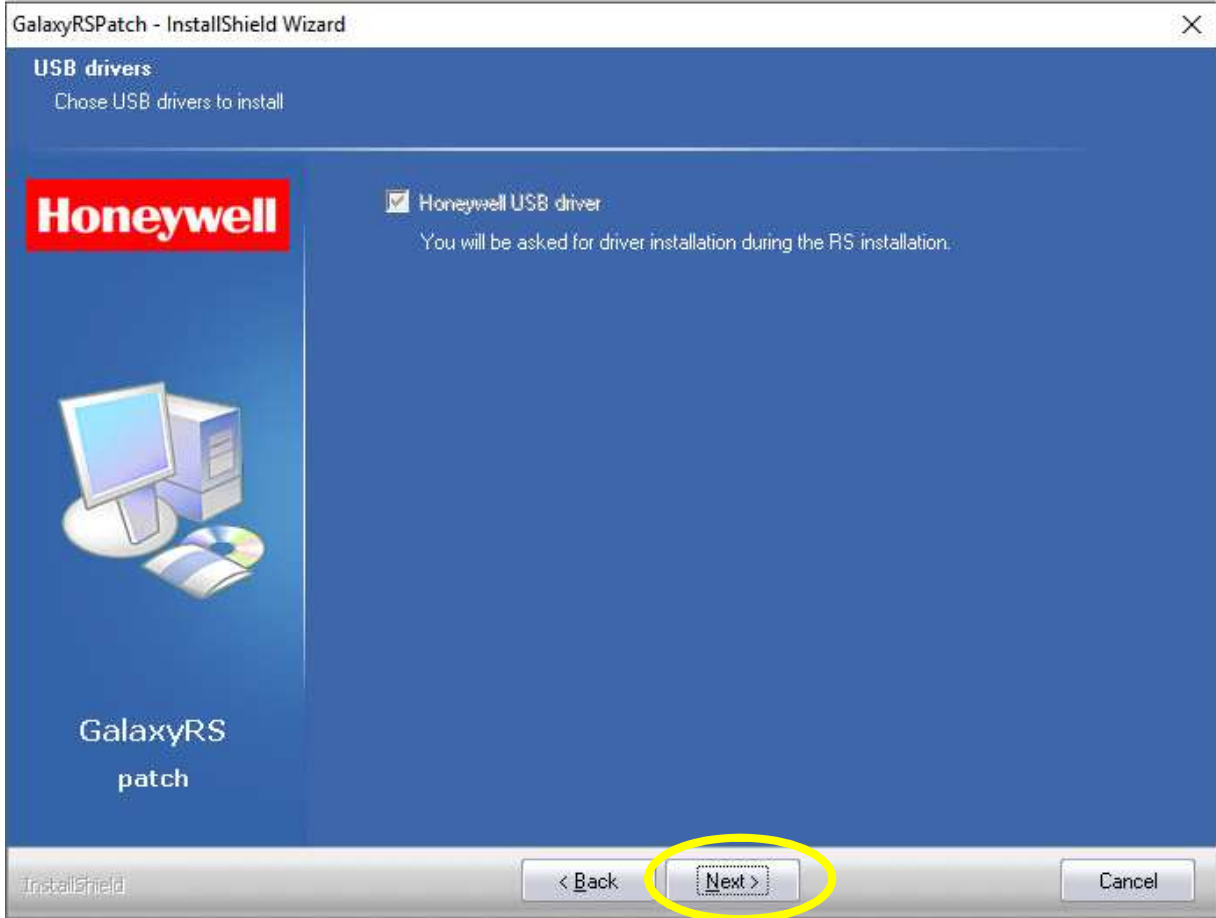 GalaxyRSPatch - InstallShield Wizard
USB drivers
Chose USB drivers to install
Honeywell
Honeywell USB driver
You will be asked for driver installation during the RS installation.
GalaxyRS
patch
InstallShield
< Back
Next >
Cancel